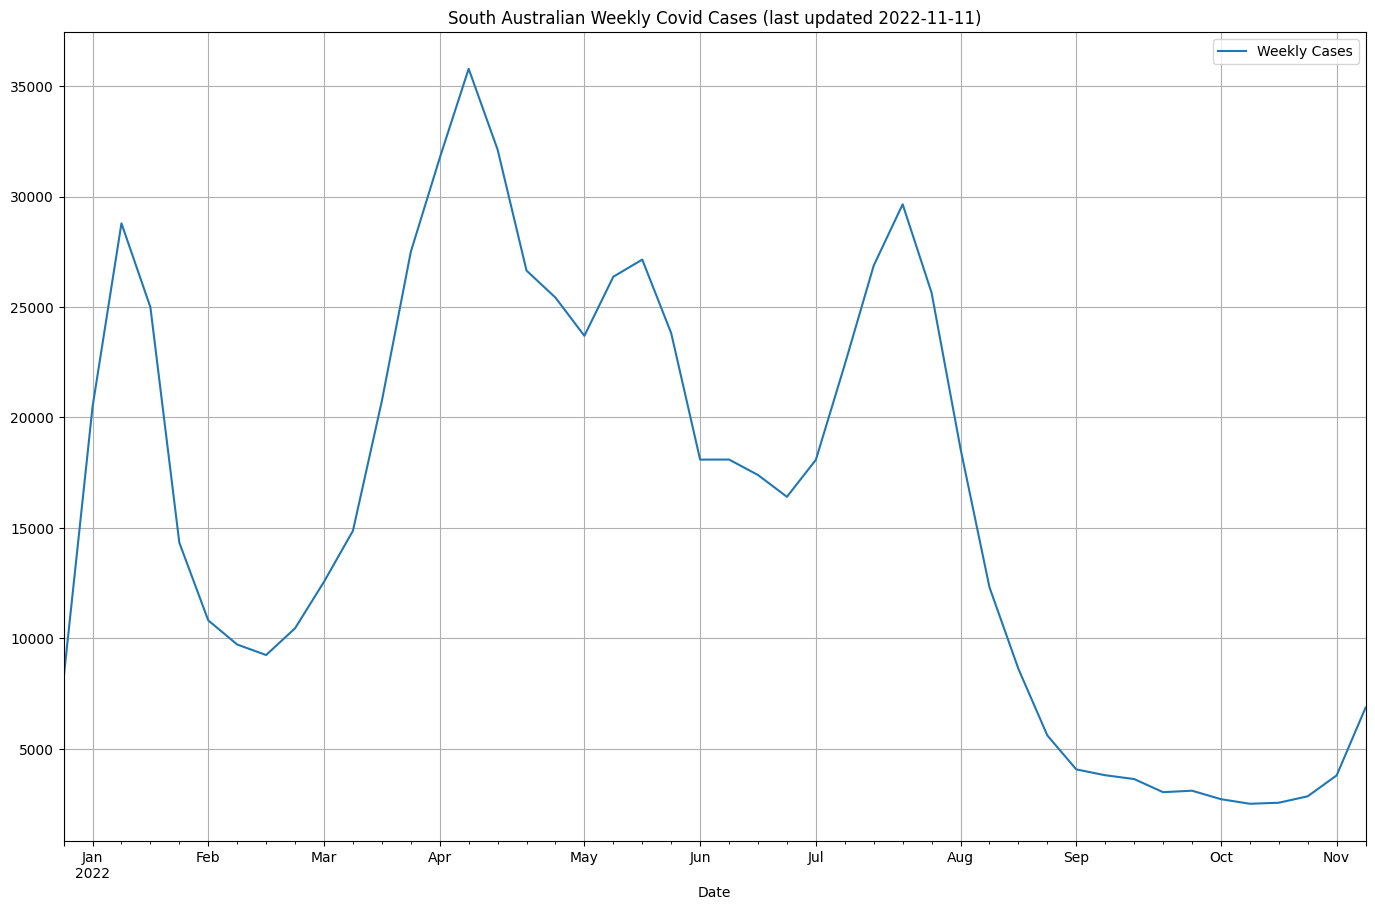 South Australian Weekly Covid Cases (last updated 2022-11-11)
Weekly Cases
35000
30000
25000
20000
15000
10000
5000
Jan Feb Mar Apr May Jun Jul Aug Sep Oct Nov
2022
Date